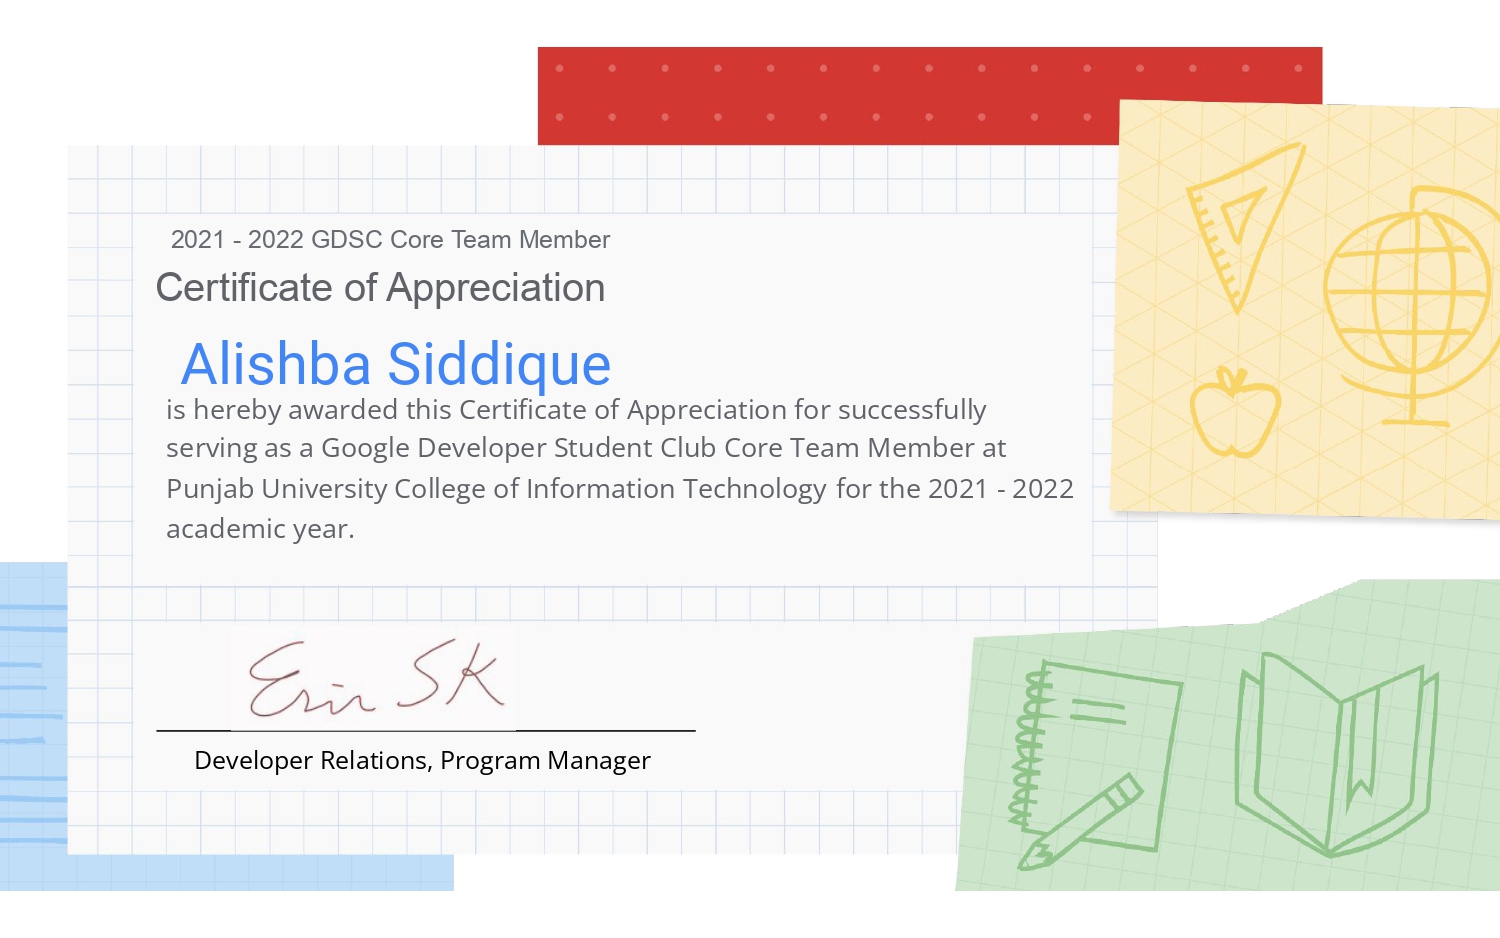 2021 - 2022 GDSC Core Team Member
Certificate of Appreciation
Alishba Siddique
is hereby awarded this Certificate of Appreciation for successfully
serving as a Google Developer Student Club Core Team Member at
Punjab University College of Information Technology for the 2021 - 2022
academic year.
Erin SK
Developer Relations, Program Manager